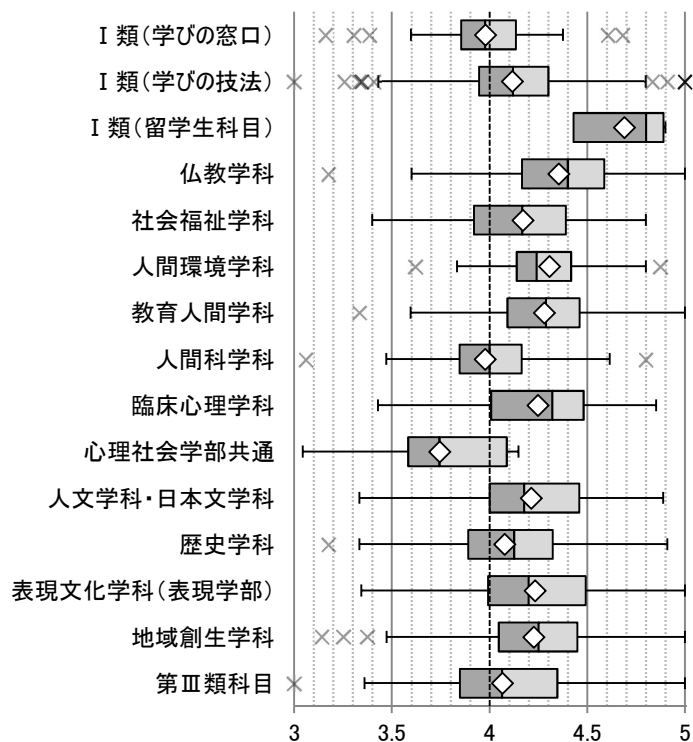 Ⅰ類(学びの窓口)
Ⅰ類(学びの技法)
Ⅰ類(留学生科目)
仏教学科
社会福祉学科
人間環境学科
教育人間学科
人間科学科
臨床心理学科
心理社会学部共通
人文学科・日本文学科
歴史学科
表現文化学科(表現学部)
地域創生学科
第Ⅲ類科目
3 3.5 4 4.5 5